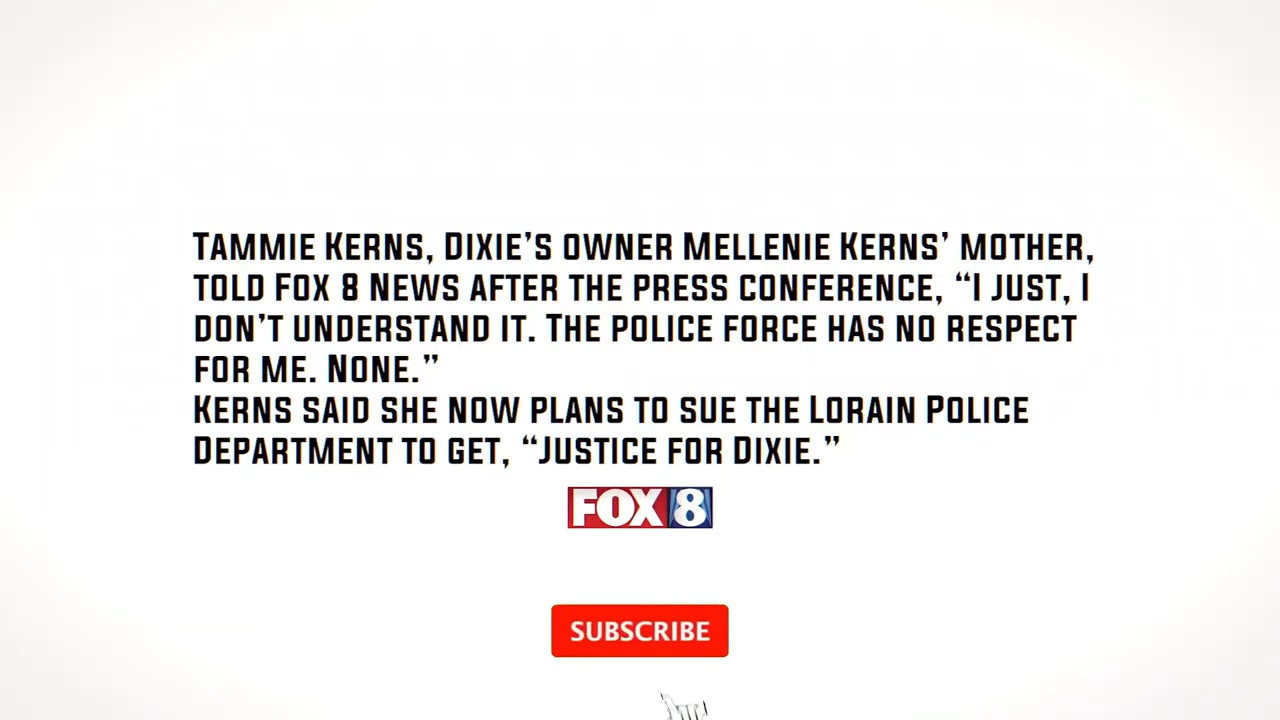 Tammie Kerns, Dixie's owner Mellenie Kerns' mother,
told Fox 8 News after the press conference, “I just, I
don't understand it. The police force has no respect
for me. None.”
Kerns said she now plans to sue the Lorain Police
Department to get, “Justice for Dixie.”
FOX 8
SUBSCRIBE